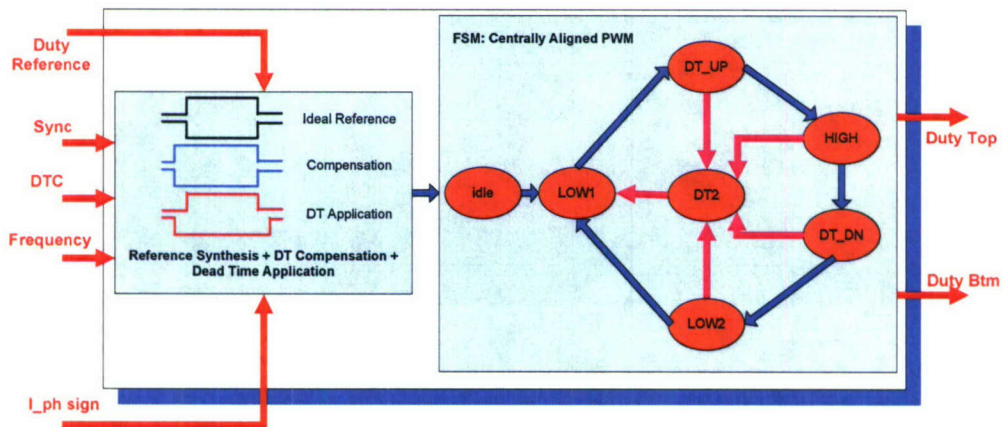 Duty
Reference
Sync
DTC
Frequency
I_ph sign
Ideal Reference
Compensation
DT Application
Reference Synthesis + DT Compensation +
Dead Time Application
FSM: Centrally Aligned PWM
DT_UP
HIGH
idle
LOW1
DT2
DT_DN
LOW2
Duty Top
Duty Btm